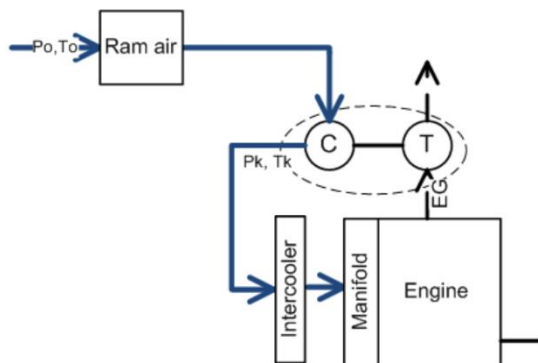 Po,To
Ram air
C
T
Pk, Tk
EG
Intercooler
Manifold
Engine